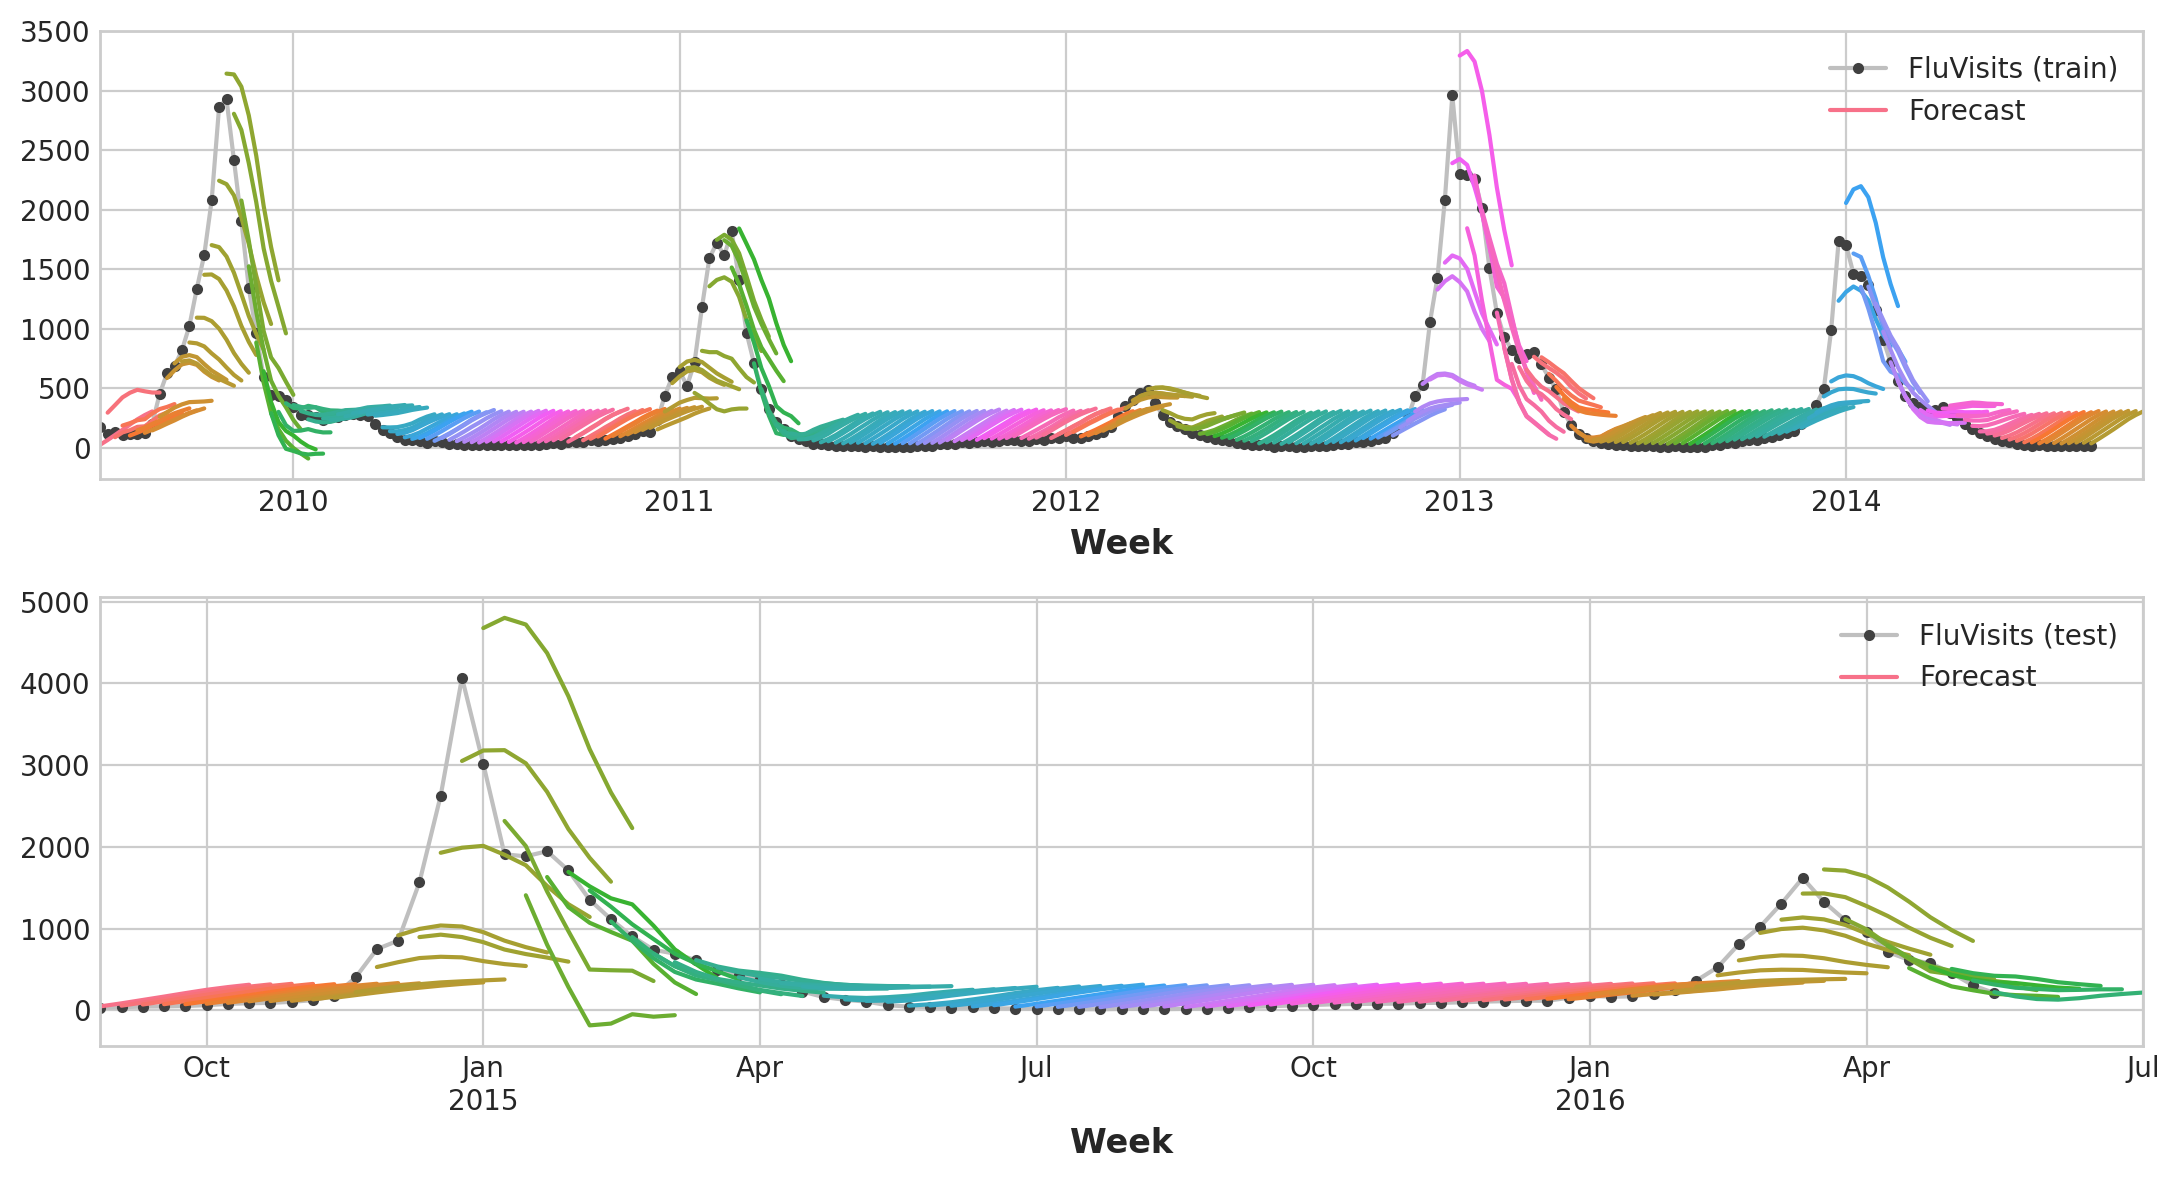 3500
3000
2500
2000
1500
1000
500
0
FluVisits (train)
Forecast
2010 2011 2012 2013 2014
Week
5000
4000
3000
2000
1000
0
FluVisits (test)
Forecast
Oct Jan Apr Jul Oct Jan Apr Jul
2015 2016
Week